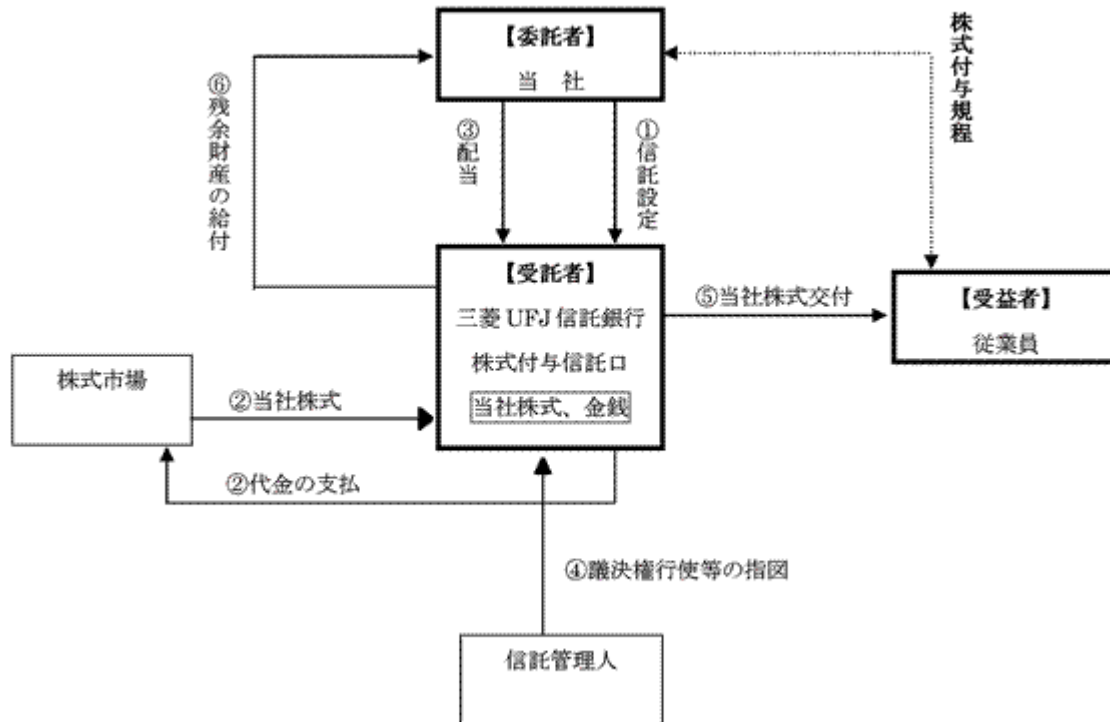 【委託者】
当 社
株式付与規程
⑥残余財産の給付
③配当
①信託設定
【受託者】
三菱 UFJ 信託銀行
株式付与信託口
当社株式、金銭
⑤当社株式交付
【受益者】
従業員
株式市場
②当社株式
②代金の支払
④議決権行使等の指図
信託管理人